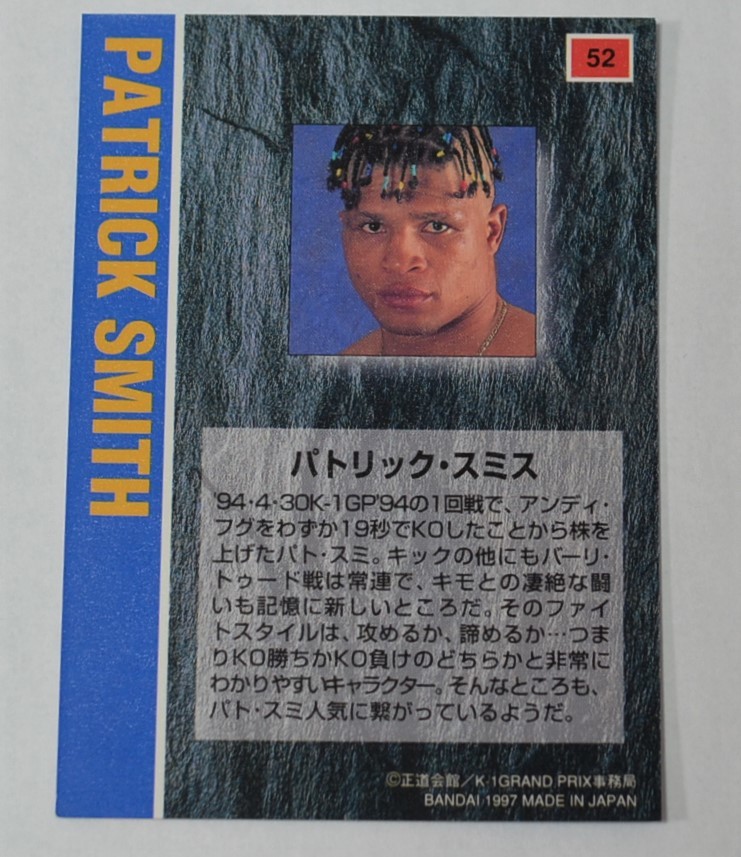 52
PATRICK SMITH
パトリック・スミス
'94・4・30K-1GP'94の1回戦で、アンディ・
フグをわずか19秒でKOしたことから株を
上げたパト・スミ。キックの他にもバーリ・
トゥード戦は常連で、キモとの凄絶な闘
いも記憶に新しいところだ。そのファイ
トスタイルは、攻めるか、諦めるか…つま
りKO勝ちかKO負けのどちらかと非常に
わかりやすいキャラクター。そんなところも、
パト・スミ人気に繋がっているようだ。
©正道会館/K-1GRAND PRIX事務局
BANDAI 1997 MADE IN JAPAN